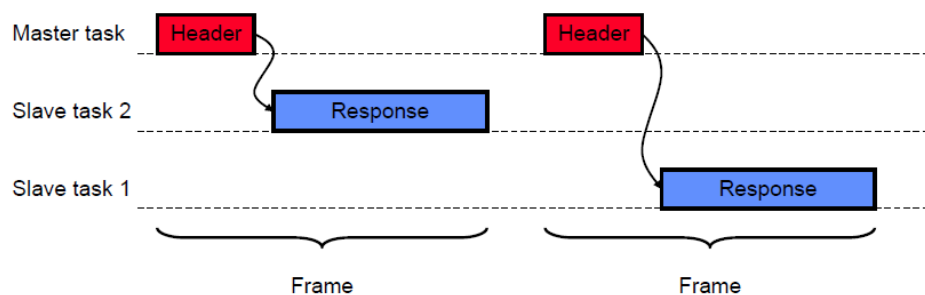 Master task Header Header
Slave task 2 Response
Slave task 1 Response
Frame Frame